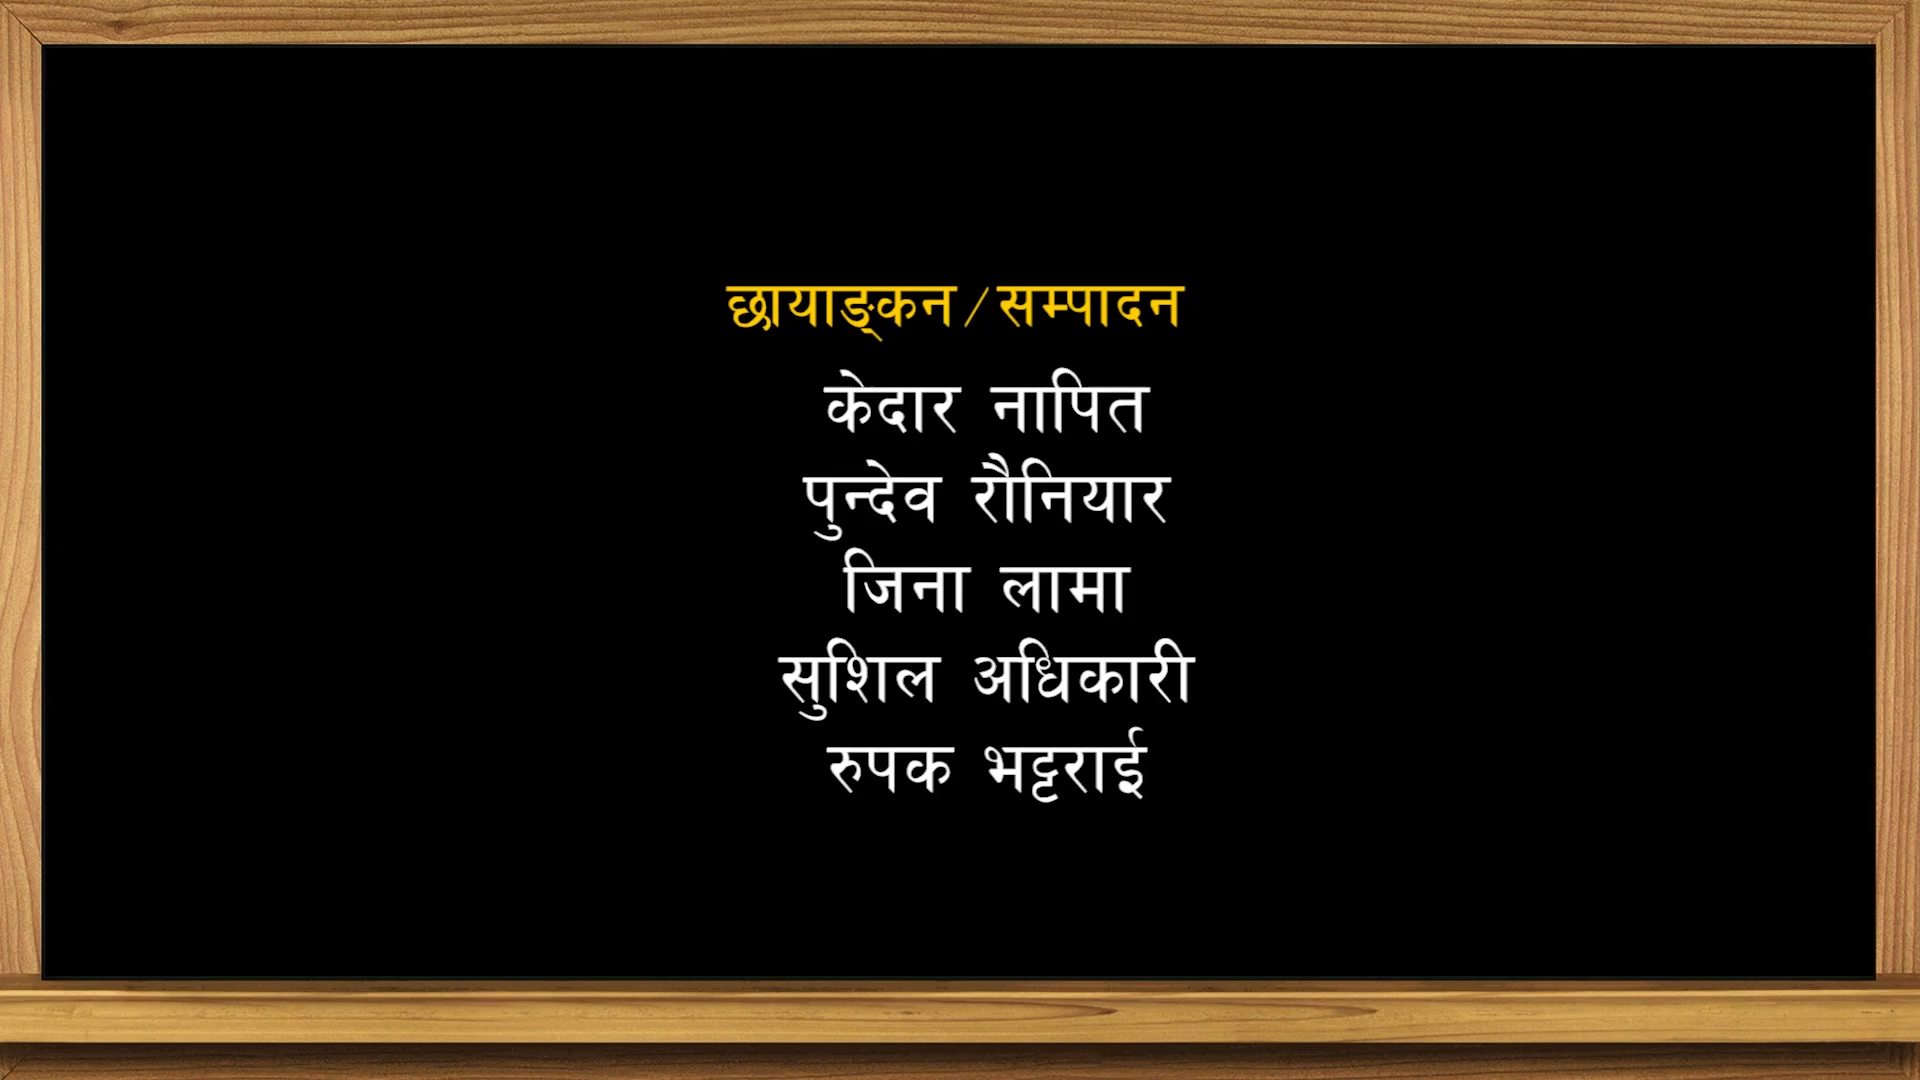 छायाङ्कन/सम्पादन
केदार नापित
पुन्देव रौनियार
जिना लामा
सुशिल अधिकारी
रुपक भट्टराई